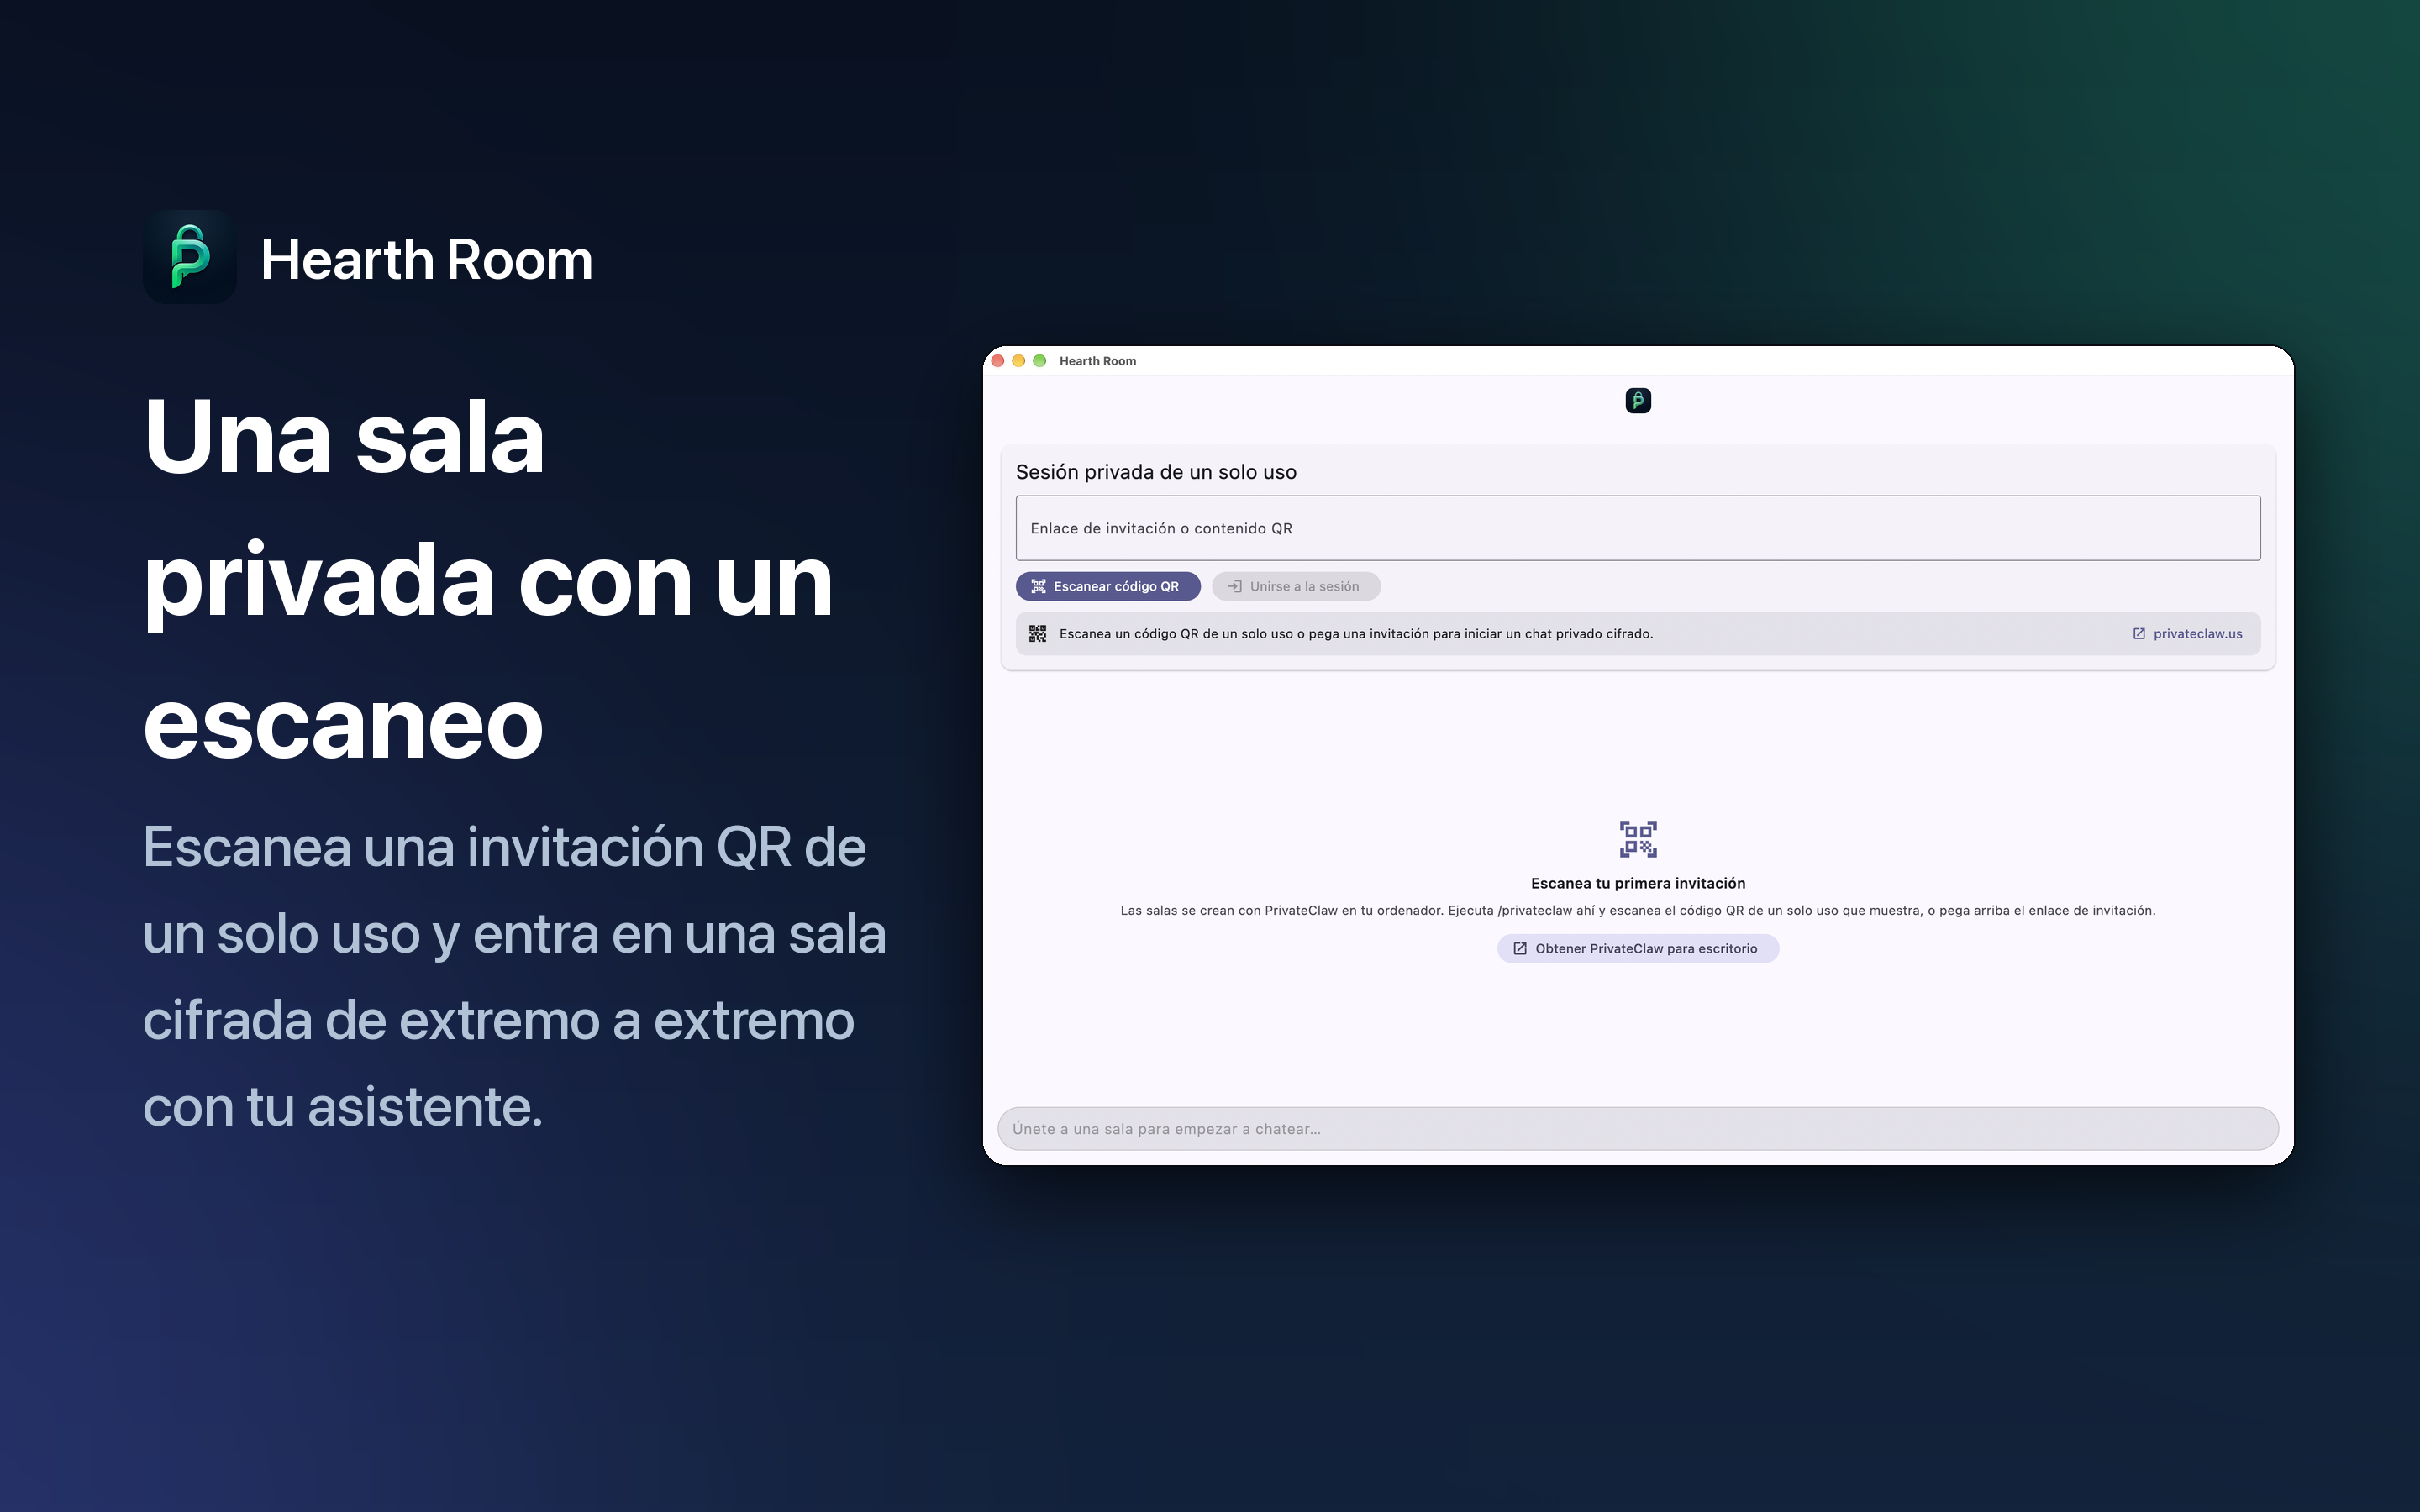 Hearth Room
Una sala
privada con un
escaneo
Escanea una invitación QR de
un solo uso y entra en una sala
cifrada de extremo a extremo
con tu asistente.
Hearth Room
Sesión privada de un solo uso
Enlace de invitación o contenido QR
Escanear código QR
Unirse a la sesión
Escanea un código QR de un solo uso o pega una invitación para iniciar un chat privado cifrado.
privateclaw.us
Escanea tu primera invitación
Las salas se crean con PrivateClaw en tu ordenador. Ejecuta /privateclaw ahí y escanea el código QR de un solo uso que muestra, o pega arriba el enlace de invitación.
Obtener PrivateClaw para escritorio
Únete a una sala para empezar a chatear...